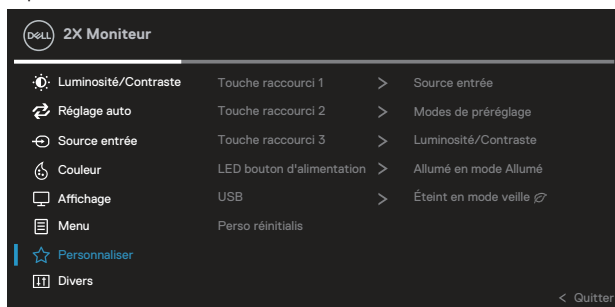 DELL 2X Moniteur
Luminosité/Contraste Touche raccourci 1 > Source entrée
Réglage auto Touche raccourci 2 > Modes de préréglage
Source entrée Touche raccourci 3 > Luminosité/Contraste
Couleur LED bouton d'alimentation > Allumé en mode Allumé
Affichage USB > Éteint en mode veille
Menu Perso réinitialis
Personnaliser
Divers
< Quitter